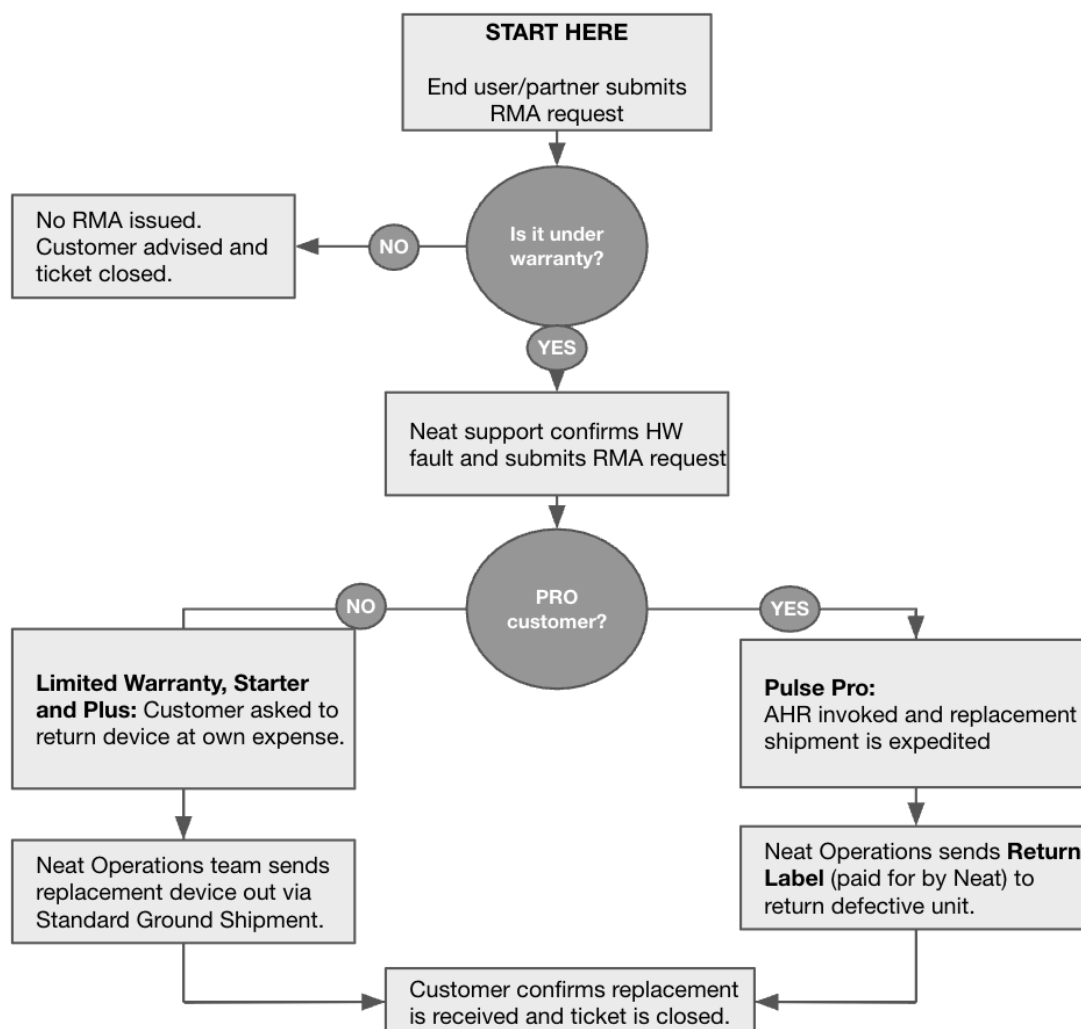 START HERE
End user/partner submits
RMA request
Is it under
warranty?
NO
No RMA issued.
Customer advised and
ticket closed.
YES
Neat support confirms HW
fault and submits RMA request
PRO
customer?
NO
YES
Limited Warranty, Starter
and Plus: Customer asked to
return device at own expense.
Pulse Pro:
AHR invoked and replacement
shipment is expedited
Neat Operations team sends
replacement device out via
Standard Ground Shipment.
Neat Operations sends Return
Label (paid for by Neat) to
return defective unit.
Customer confirms replacement
is received and ticket is closed.